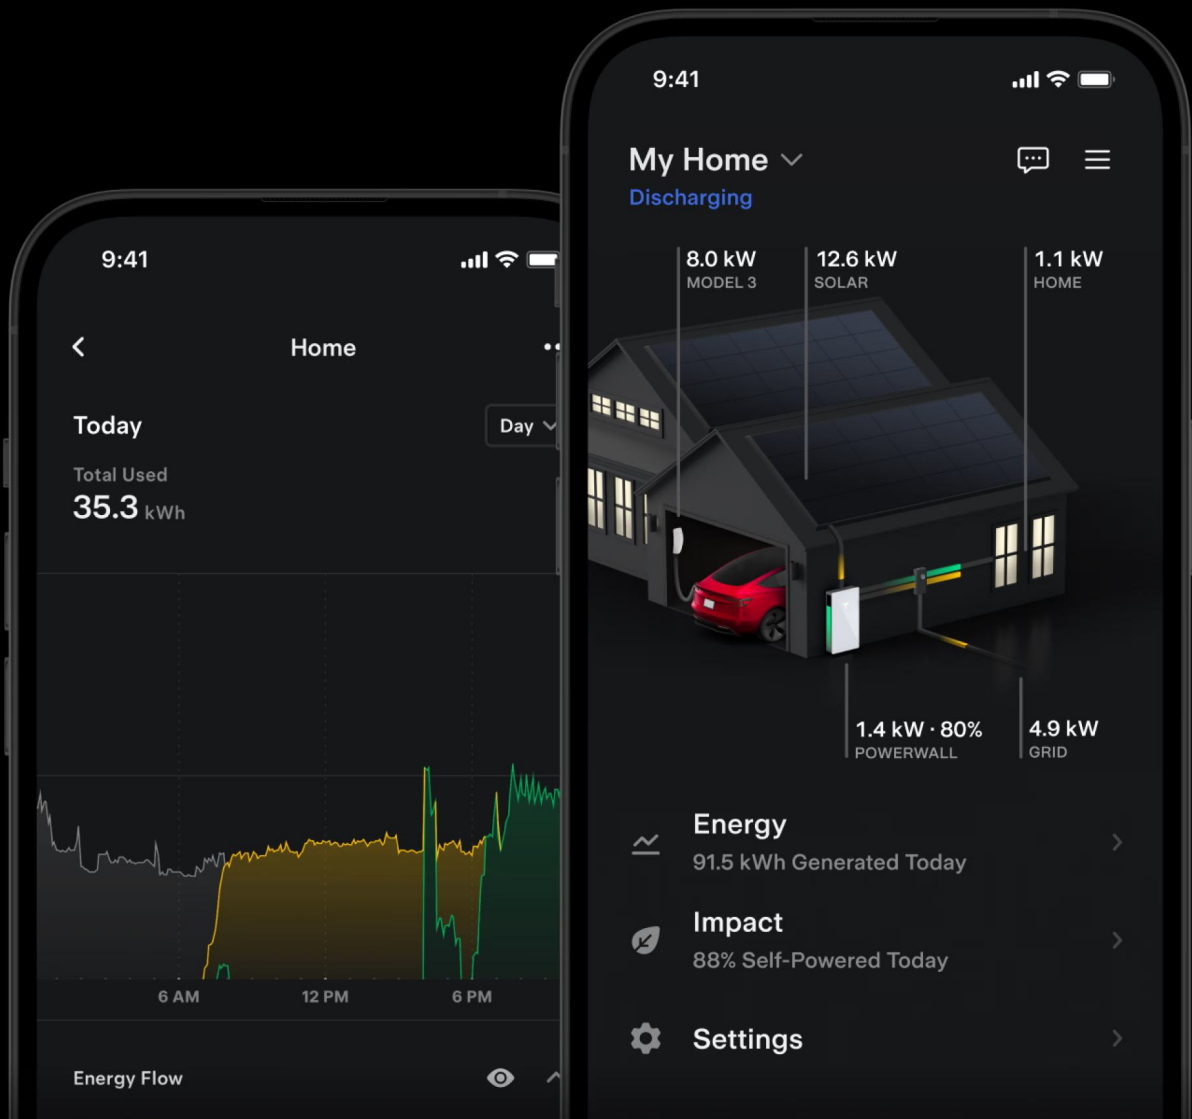 9:41
Home
Today
Day
Total Used
35.3 kWh
6 AM 12 PM 6 PM
Energy Flow
9:41
My Home
Discharging
8.0 kW
MODEL 3
12.6 kW
SOLAR
1.1 kW
HOME
1.4 kW · 80%
POWERWALL
4.9 kW
GRID
Energy
91.5 kWh Generated Today
Impact
88% Self-Powered Today
Settings